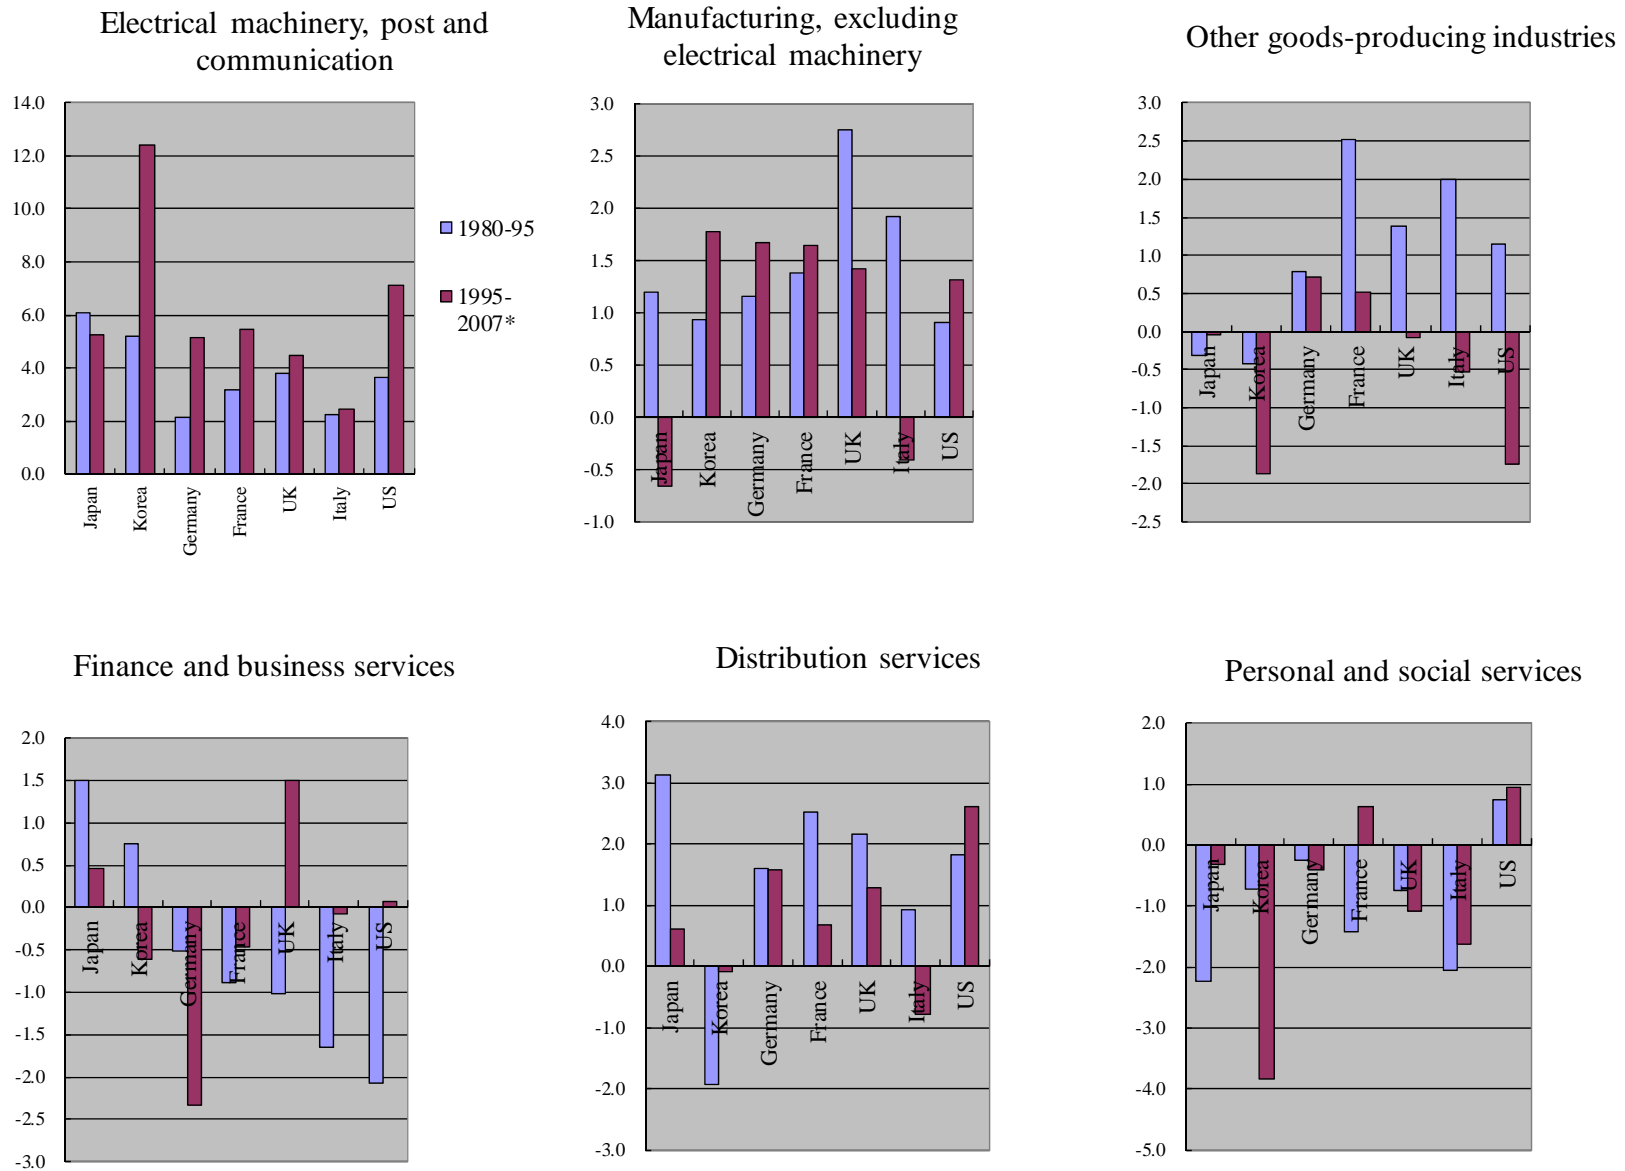 Electrical machinery, post and
communication
14.0
12.0
10.0
8.0
6.0
4.0
2.0
0.0
Japan
Korea
Germany
France
UK
Italy
US
1980-95
1995-
2007*
Manufacturing, excluding
electrical machinery
3.0
2.5
2.0
1.5
1.0
0.5
0.0
-0.5
-1.0
Japan
Korea
Germany
France
UK
Italy
US
Other goods-producing industries
3.0
2.5
2.0
1.5
1.0
0.5
0.0
-0.5
-1.0
-1.5
-2.0
-2.5
Japan
Korea
Germany
France
UK
Italy
US
Finance and business services
2.0
1.5
1.0
0.5
0.0
-0.5
-1.0
-1.5
-2.0
-2.5
-3.0
Japan
Korea
Germany
France
UK
Italy
US
Distribution services
4.0
3.0
2.0
1.0
0.0
-1.0
-2.0
-3.0
Japan
Korea
Germany
France
UK
Italy
US
Personal and social services
2.0
1.0
0.0
-1.0
-2.0
-3.0
-4.0
-5.0
Japan
Korea
Germany
France
UK
Italy
US